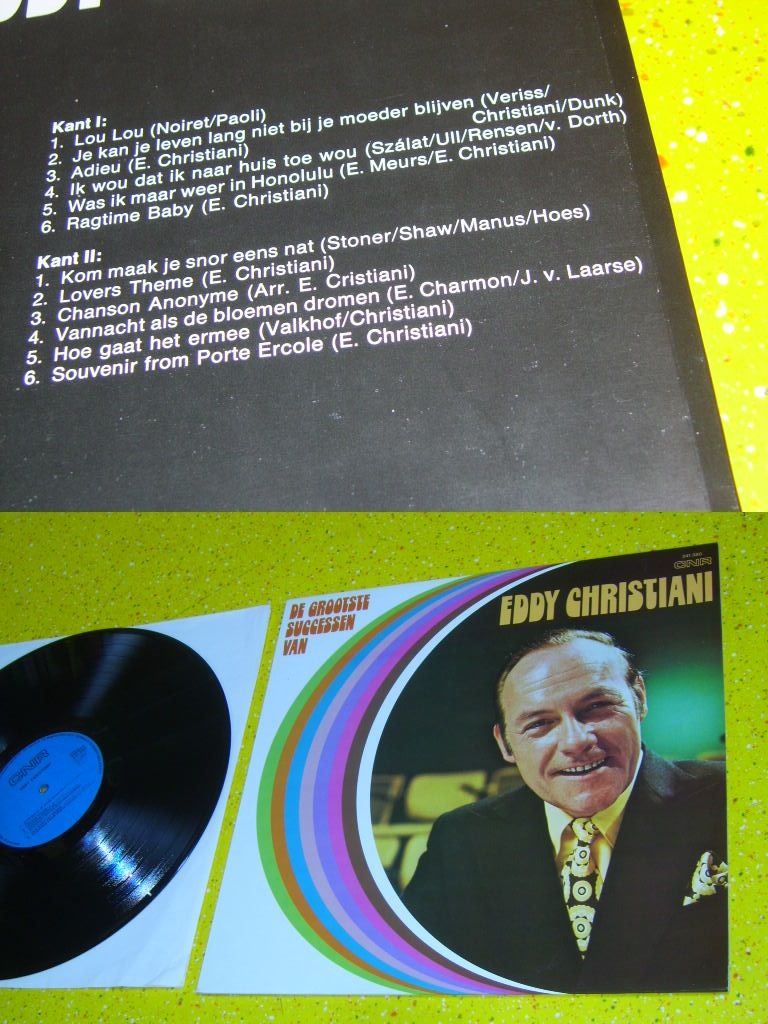 Kant I:
1. Lou Lou (Noiret/Paoli)
2. Je kan je leven lang niet bij je moeder blijven (Veriss/
Christiani/Dunk)
3. Adieu (E. Christiani)
4. Ik wou dat ik naar huis toe wou (Szálat/Ull/Rensen/v. Dorth)
5. Was ik maar weer in Honolulu (E. Meurs/E. Christiani)
6. Ragtime Baby (E. Christiani)
Kant II:
1. Kom maak je snor eens nat (Stoner/Shaw/Manus/Hoes)
2. Lovers Theme (E. Christiani)
3. Chanson Anonyme (Arr. E. Cristiani)
4. Vannacht als de bloemen dromen (E. Charmon/J. v. Laarse)
5. Hoe gaat het ermee (Valkhof/Christiani)
6. Souvenir from Porte Ercole (E. Christiani)
CNR
DE GROOTSTE
SUCCESSEN
VAN
EDDY CHRISTIANI
CNR